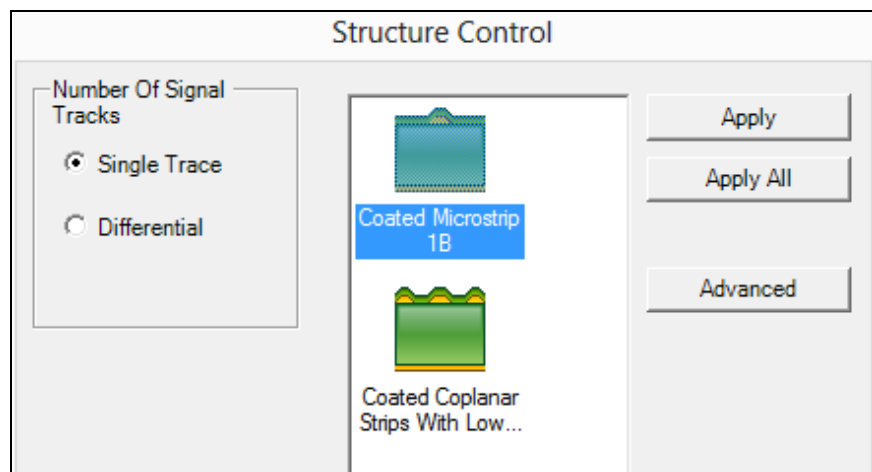 Structure Control
Number Of Signal
Tracks
Single Trace
Differential
Coated Microstrip
1B
Coated Coplanar
Strips With Low...
Apply
Apply All
Advanced